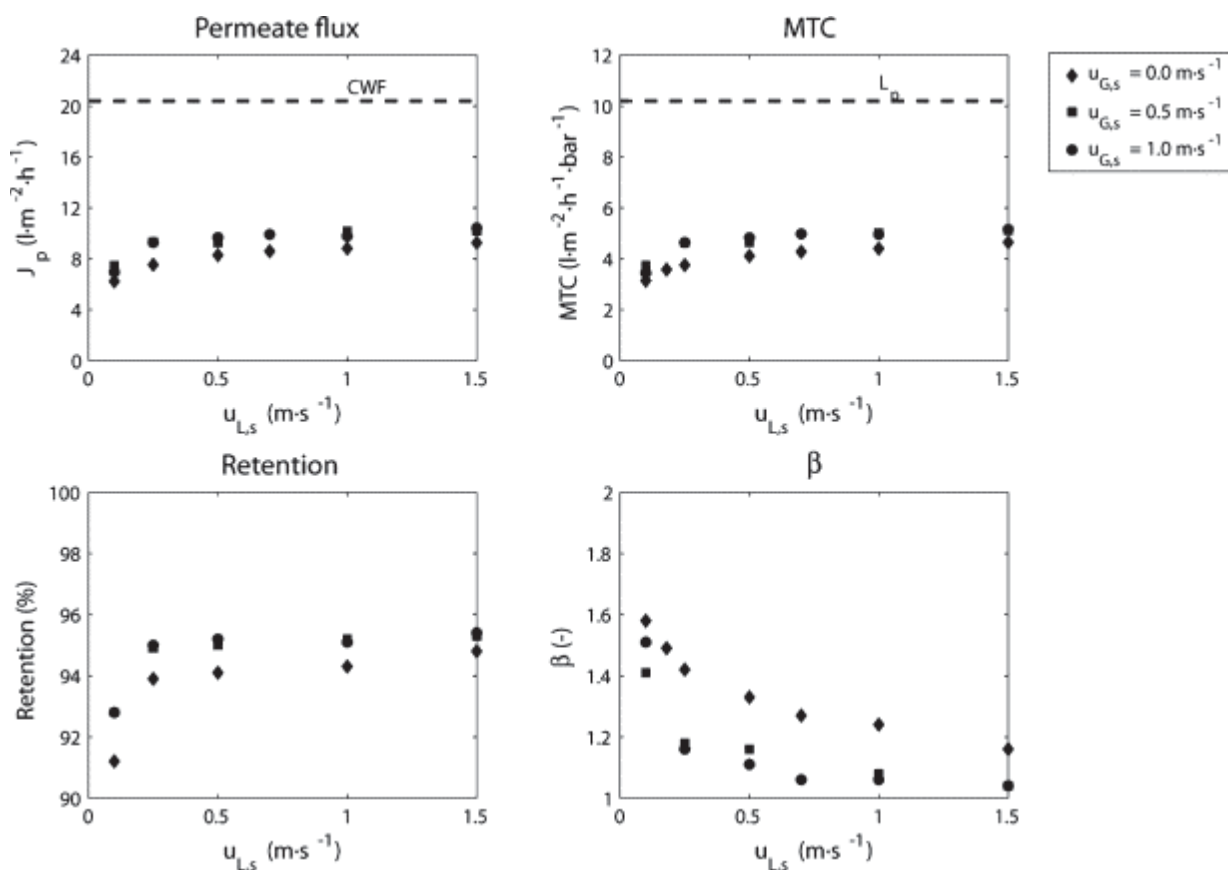 Permeate flux
24
20
16
12
8
4
0
CWF
J_p (l·m⁻²·h⁻¹)
0 0.5 1 1.5
u_L,s (m·s⁻¹)
MTC
12
10
8
6
4
2
0
L_p
MTC (l·m⁻²·h⁻¹·bar⁻¹)
0 0.5 1 1.5
u_L,s (m·s⁻¹)
u_G,s = 0.0 m·s⁻¹
u_G,s = 0.5 m·s⁻¹
u_G,s = 1.0 m·s⁻¹
Retention
100
98
96
94
92
90
Retention (%)
0 0.5 1 1.5
u_L,s (m·s⁻¹)
β
2
1.8
1.6
1.4
1.2
1
β (-)
0 0.5 1 1.5
u_L,s (m·s⁻¹)